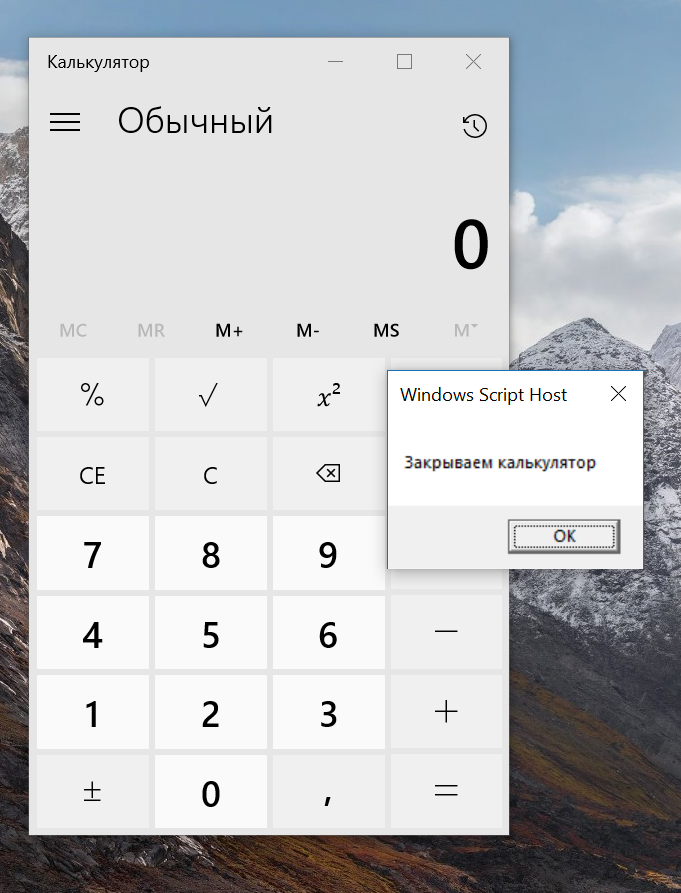 Калькулятор
Обычный
0
MC MR M+ M- MS M˅
% √ x²
CE C
7 8 9
4 5 6 −
1 2 3 +
± 0 , =
Windows Script Host
Закрываем калькулятор
OK